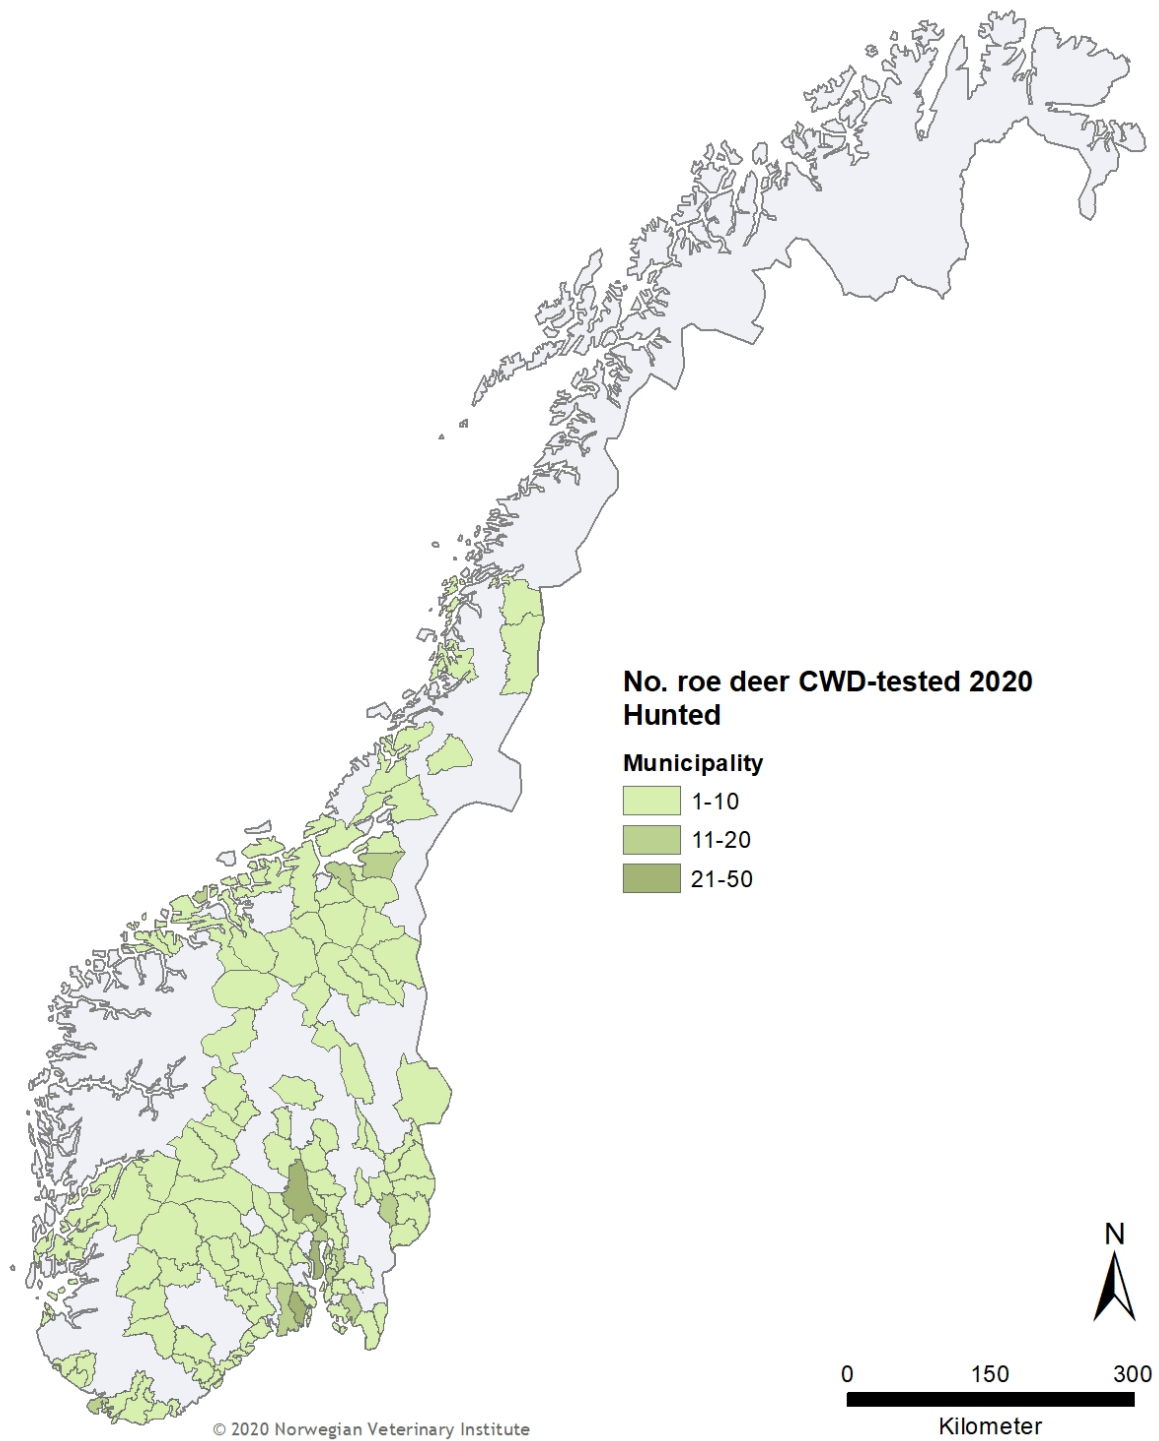 No. roe deer CWD-tested 2020
Hunted
Municipality
1-10
11-20
21-50
N
0 150 300
Kilometer
© 2020 Norwegian Veterinary Institute